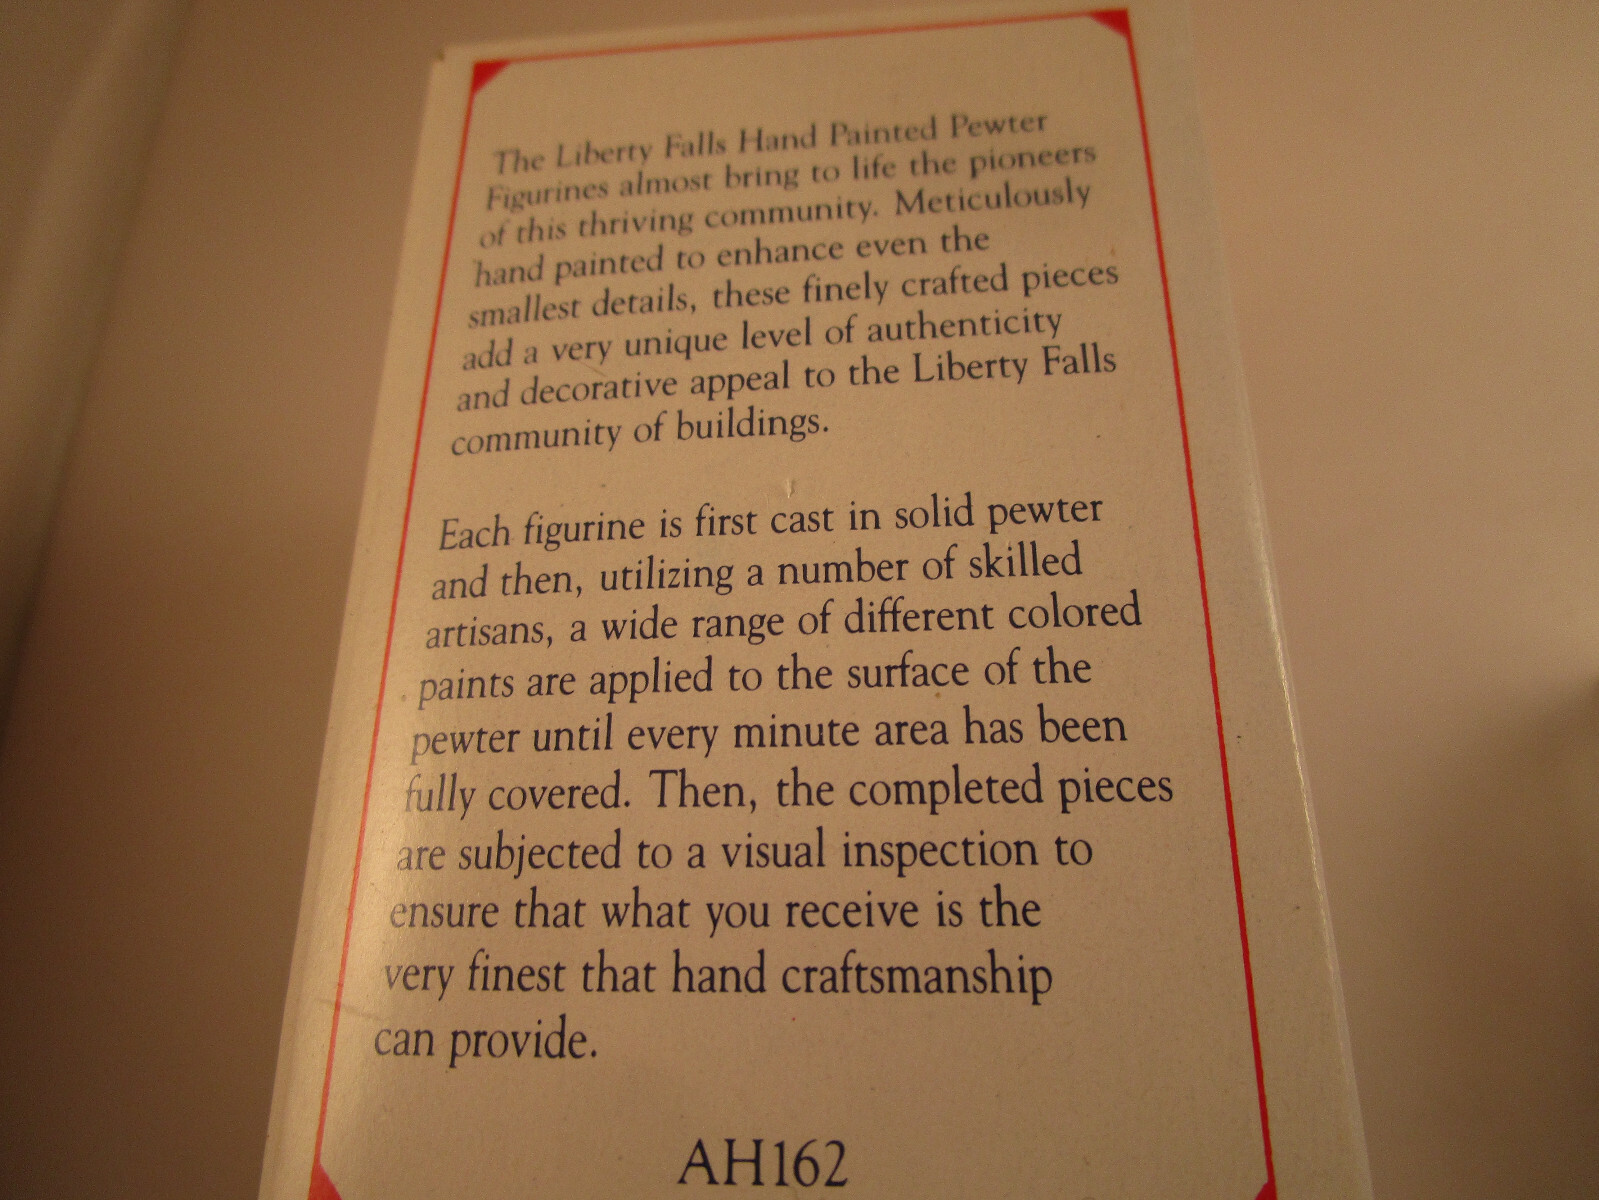 The Liberty Falls Hand Painted Pewter
Figurines almost bring to life the pioneers
of this thriving community. Meticulously
hand painted to enhance even the
smallest details, these finely crafted pieces
add a very unique level of authenticity
and decorative appeal to the Liberty Falls
community of buildings.
Each figurine is first cast in solid pewter
and then, utilizing a number of skilled
artisans, a wide range of different colored
paints are applied to the surface of the
pewter until every minute area has been
fully covered. Then, the completed pieces
are subjected to a visual inspection to
ensure that what you receive is the
very finest that hand craftsmanship
can provide.
AH162